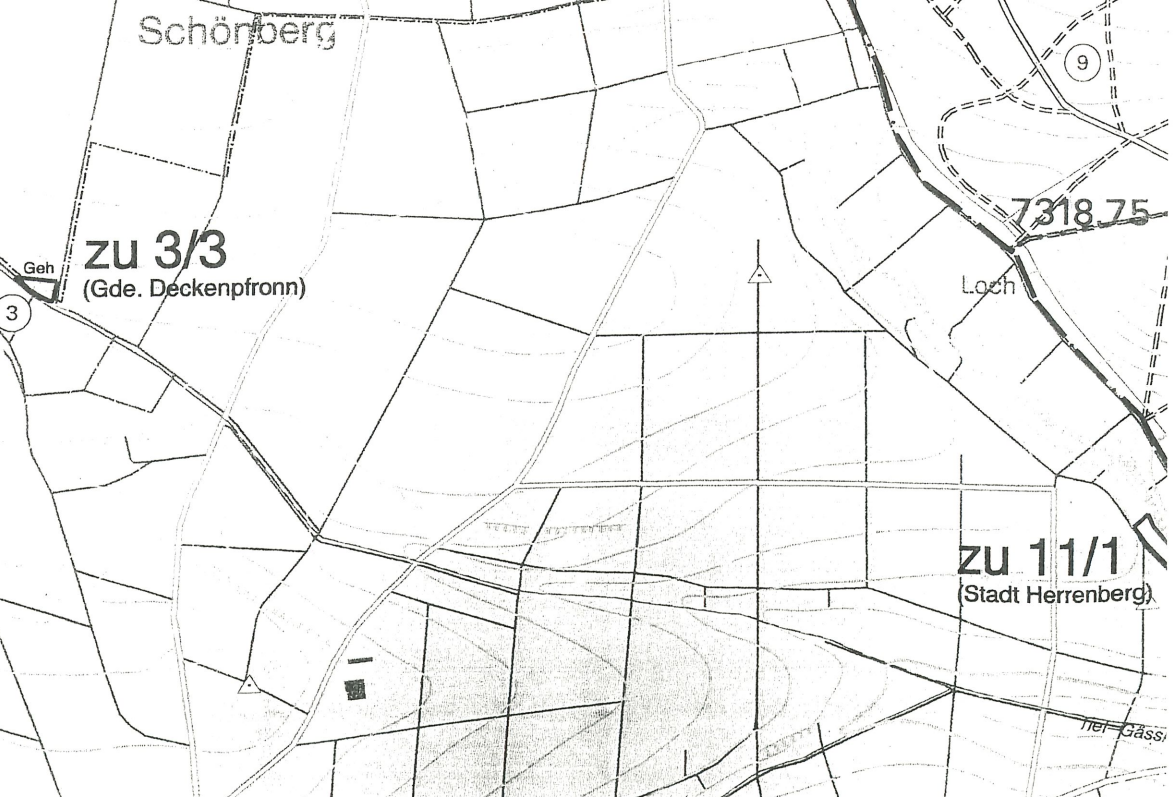 Schönberg
9
7318.75
zu 3/3
Geh
(Gde. Deckenpfronn)
Loch
3
zu 11/1
(Stadt Herrenberg)